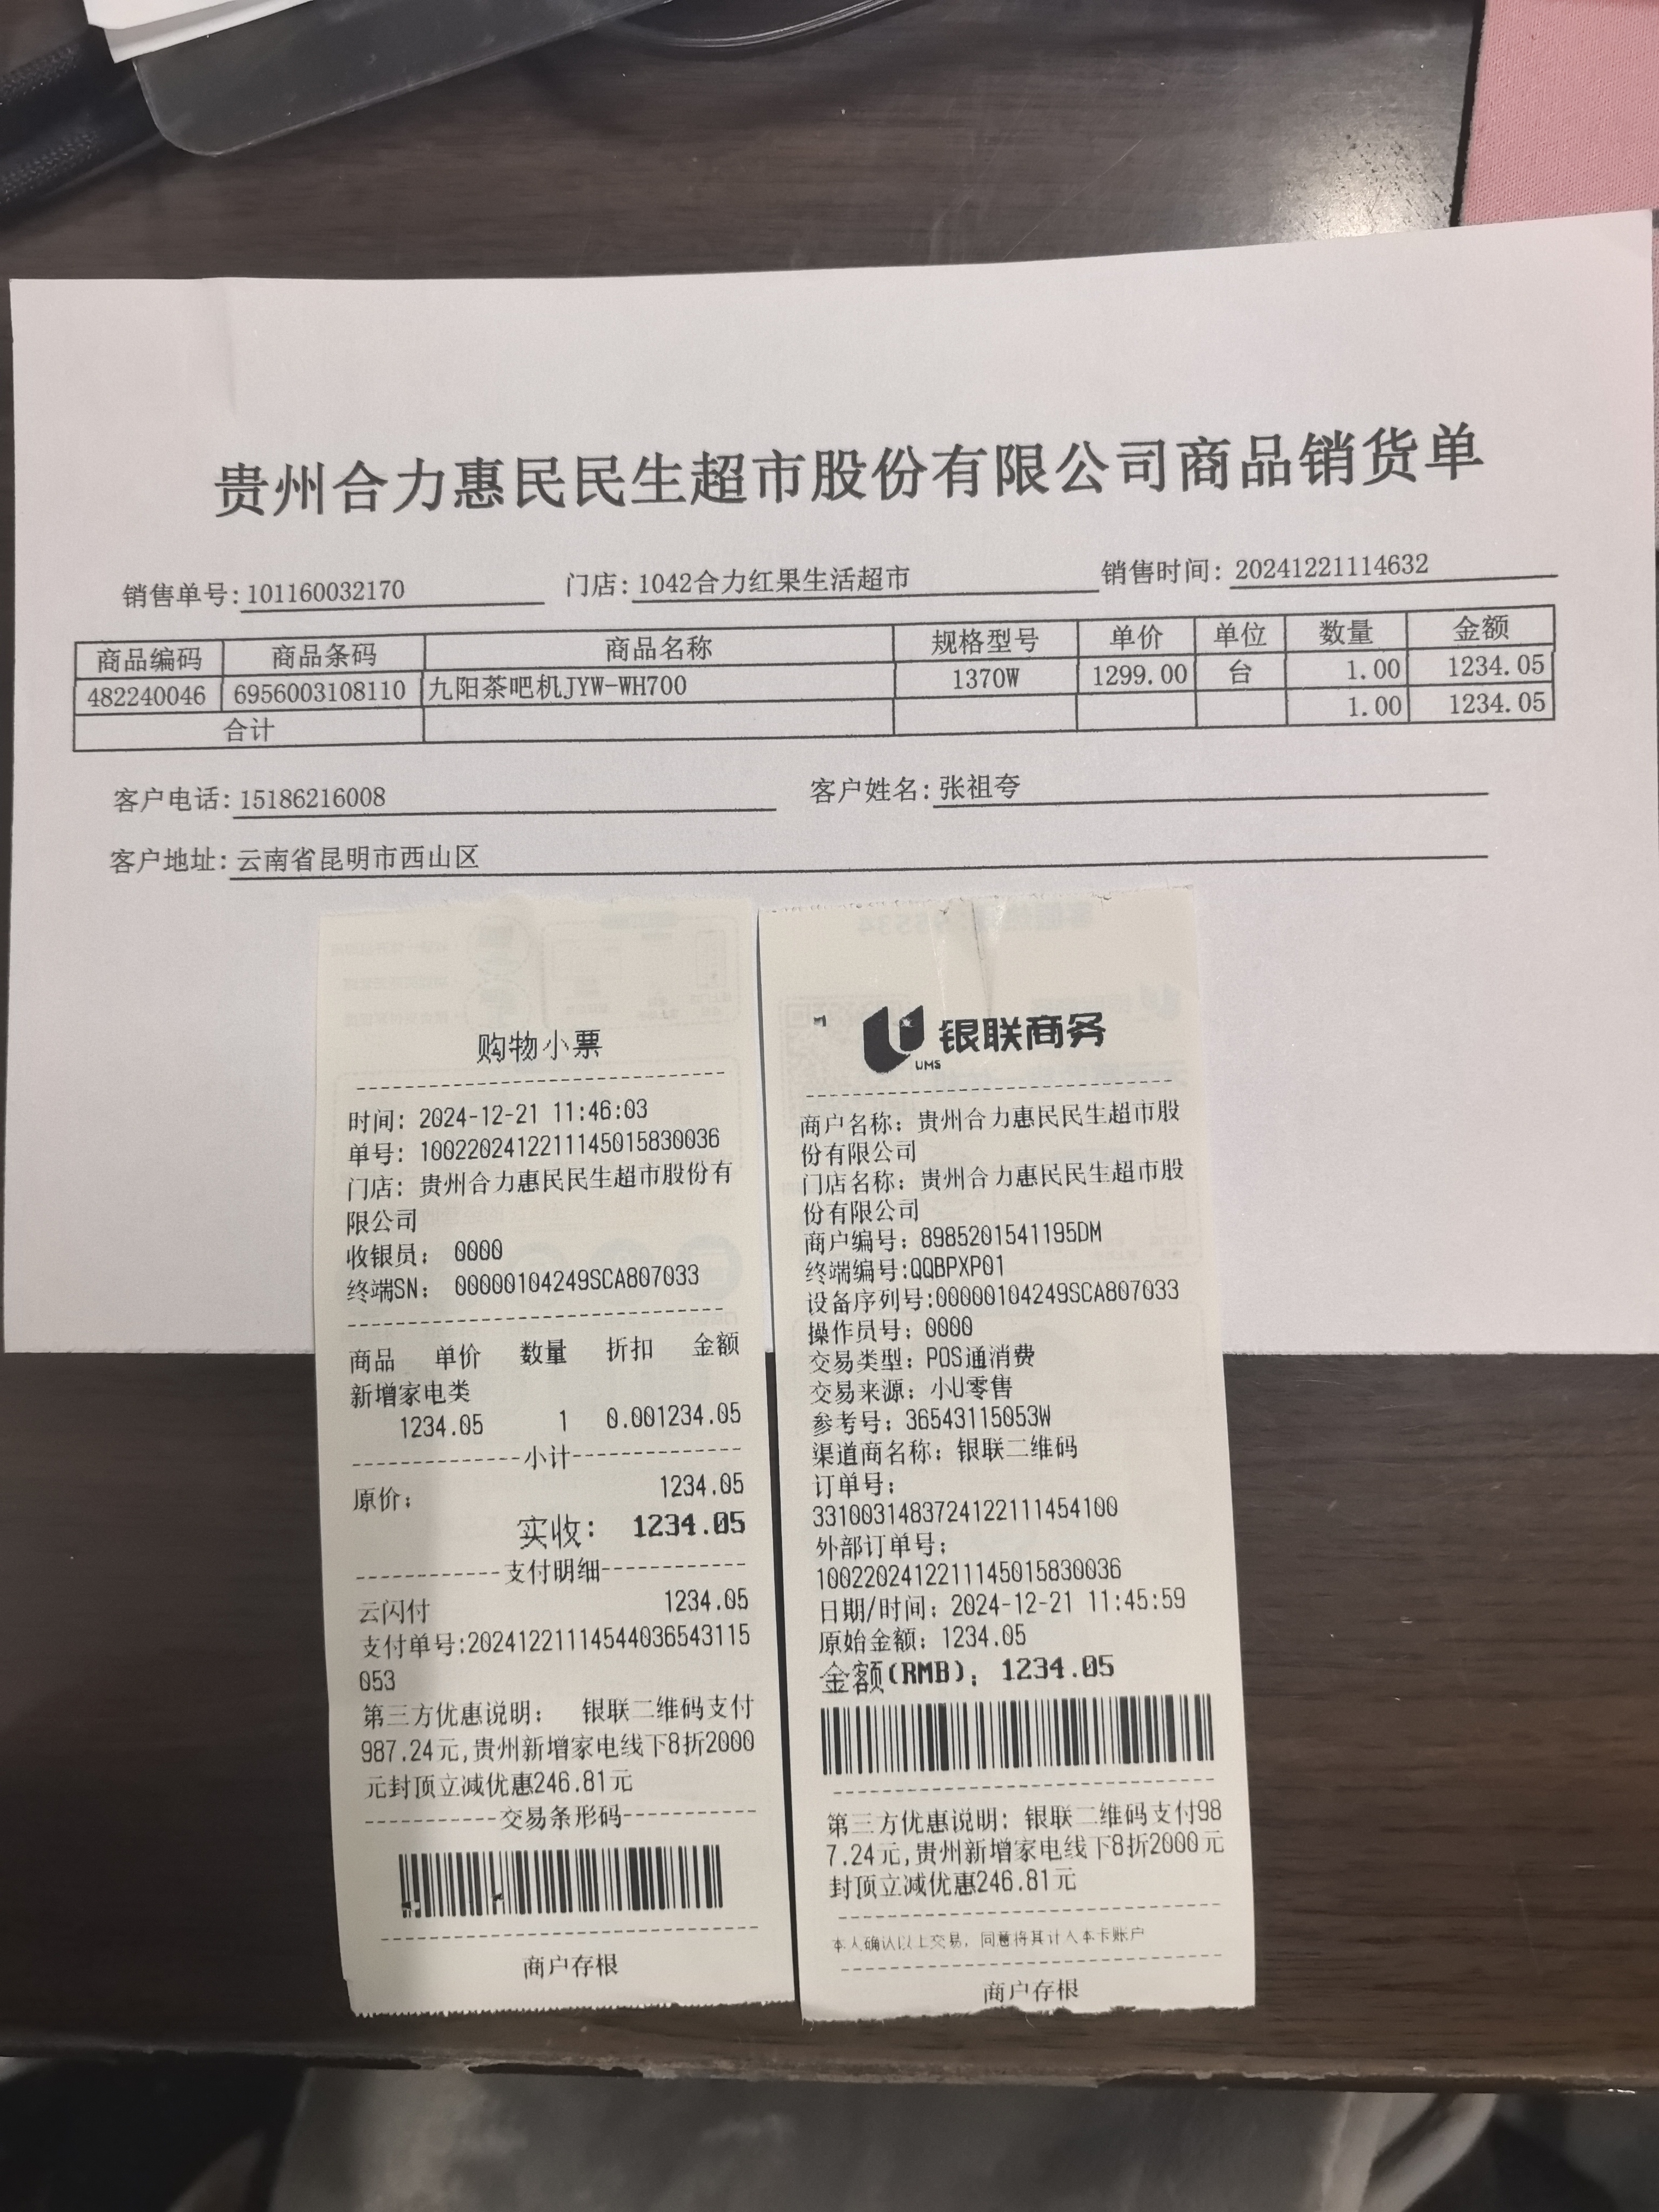 贵州合力惠民民生超市股份有限公司商品销货单
销售单号:101160032170 门店:1042合力红果生活超市 销售时间:20241221114632
商品编码 商品条码 商品名称 规格型号 单价 单位 数量 金额
482240046 6956003108110 九阳茶吧机JYW-WH700 1370W 1299.00 台 1.00 1234.05
合计 1.00 1234.05
客户电话:15186216008 客户姓名:张祖夸
客户地址:云南省昆明市西山区
购物小票
时间: 2024-12-21 11:46:03
单号: 1002202412211145015830036
门店: 贵州合力惠民民生超市股份有
限公司
收银员: 0000
终端SN: 00000104249SCA807033
商品 单价 数量 折扣 金额
新增家电类
1234.05 1 0.001234.05
小计
原价: 1234.05
实收: 1234.05
支付明细
云闪付 1234.05
支付单号:20241221114544036543115
053
第三方优惠说明: 银联二维码支付
987.24元,贵州新增家电线下8折2000
元封顶立减优惠246.81元
交易条形码
商户存根
银联商务
UMS
商户名称: 贵州合力惠民民生超市股
份有限公司
门店名称: 贵州合力惠民民生超市股
份有限公司
商户编号: 8985201541195DM
终端编号:QQBPXP01
设备序列号:00000104249SCA807033
操作员号: 0000
交易类型: POS通消费
交易来源: 小U零售
参考号: 36543115053W
渠道商名称: 银联二维码
订单号:
33100314837241221114541​00
外部订单号:
1002202412211145015830036
日期/时间: 2024-12-21 11:45:59
原始金额: 1234.05
金额(RMB): 1234.05
第三方优惠说明: 银联二维码支付98
7.24元,贵州新增家电线下8折2000元
封顶立减优惠246.81元
本人确认以上交易, 同意将其计入本卡账户
商户存根